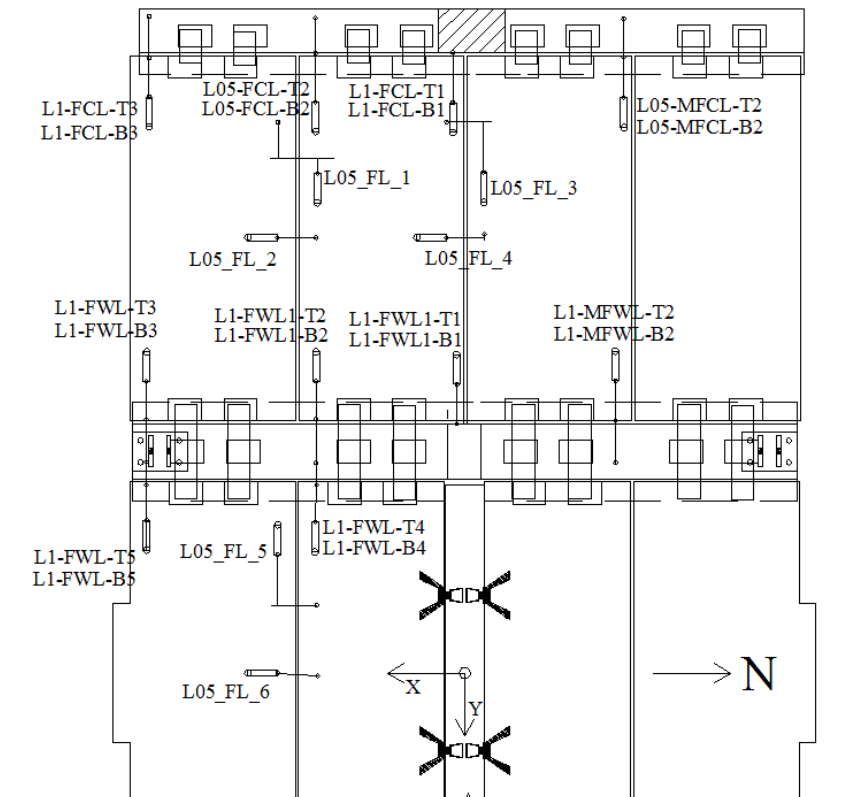 L05-FCL-T2
L05-FCL-B2
L1-FCL-T1
L1-FCL-B1
L1-FCL-T3
L1-FCL-B3
L05-MFCL-T2
L05-MFCL-B2
L05_FL_1
L05_FL_3
L05_FL_2
L05_FL_4
L1-FWL-T3
L1-FWL-B3
L1-FWL1-T2
L1-FWL1-B2
L1-FWL1-T1
L1-FWL1-B1
L1-MFWL-T2
L1-MFWL-B2
L1-FWL-T5
L1-FWL-B5
L05_FL_5
L1-FWL-T4
L1-FWL-B4
L05_FL_6
X
Y
N